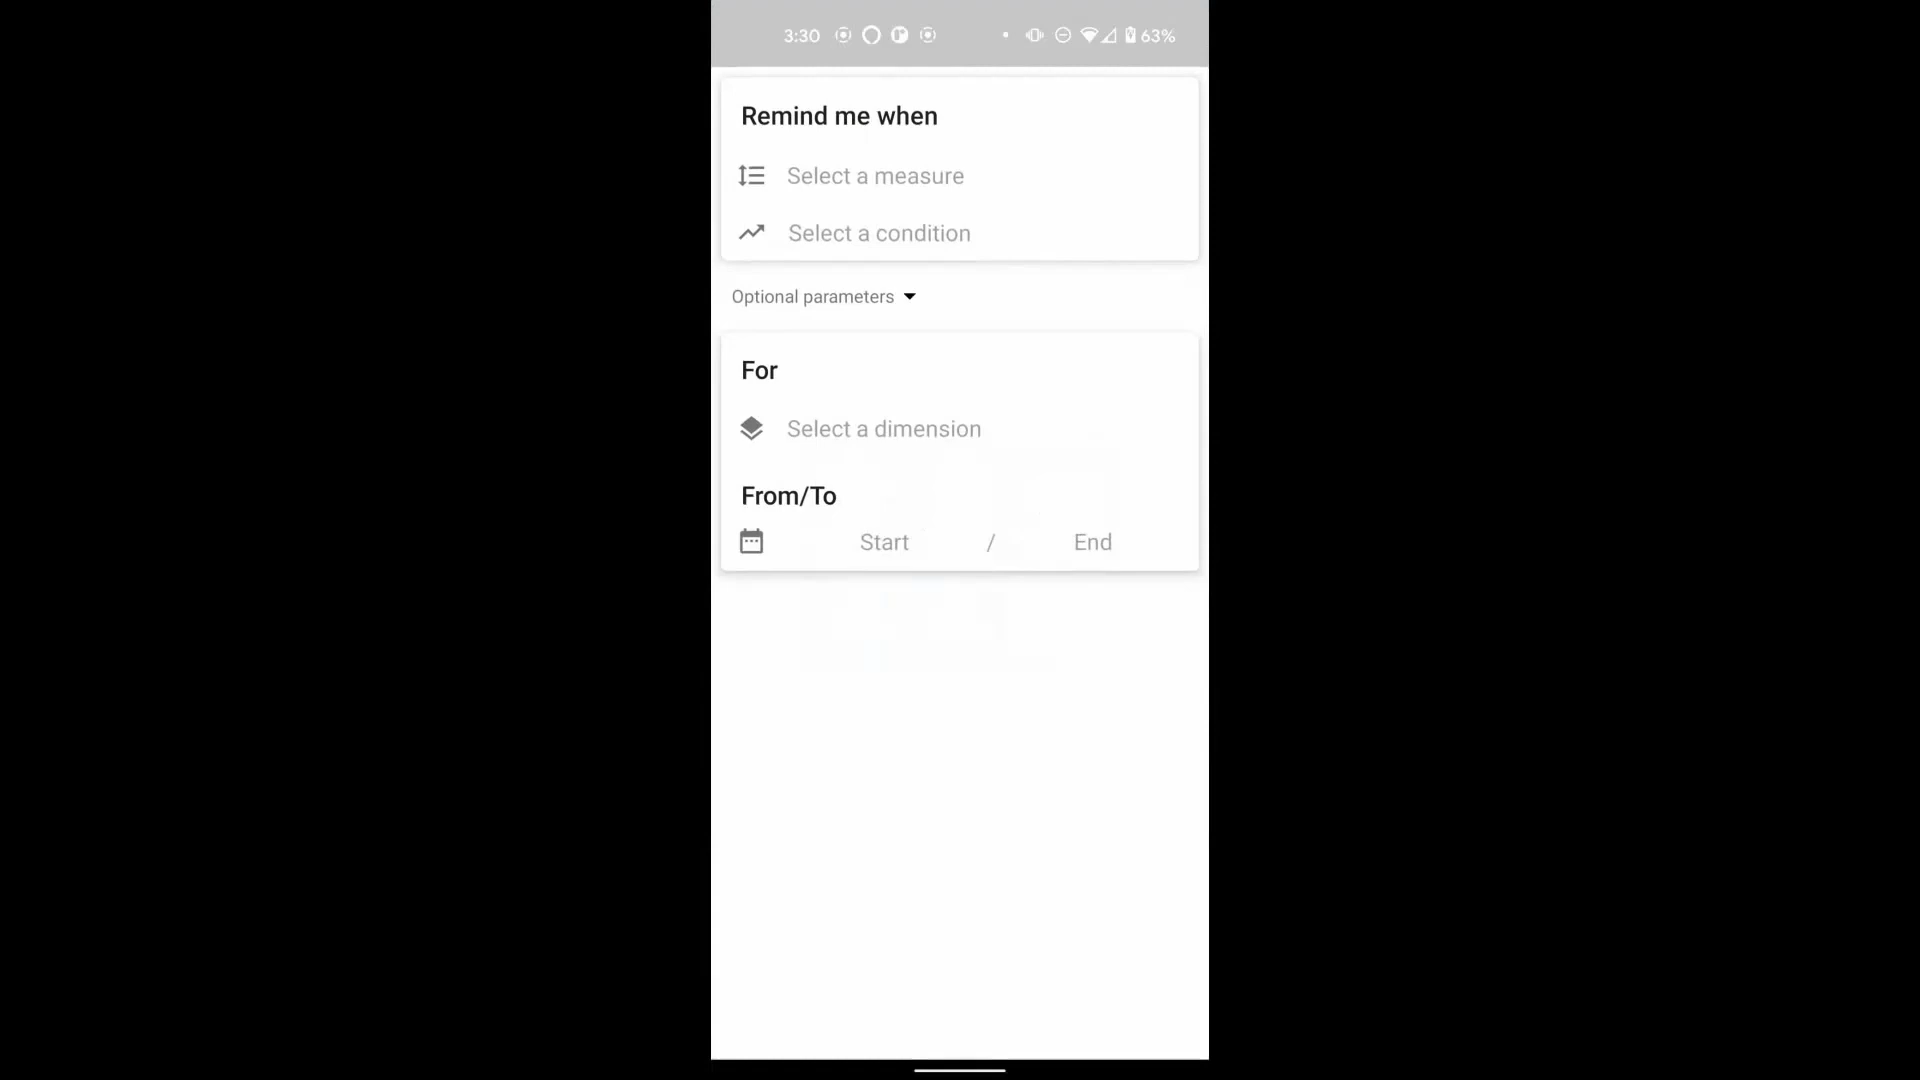 3:30 63%
Remind me when
Select a measure
Select a condition
Optional parameters
For
Select a dimension
From/To
Start / End